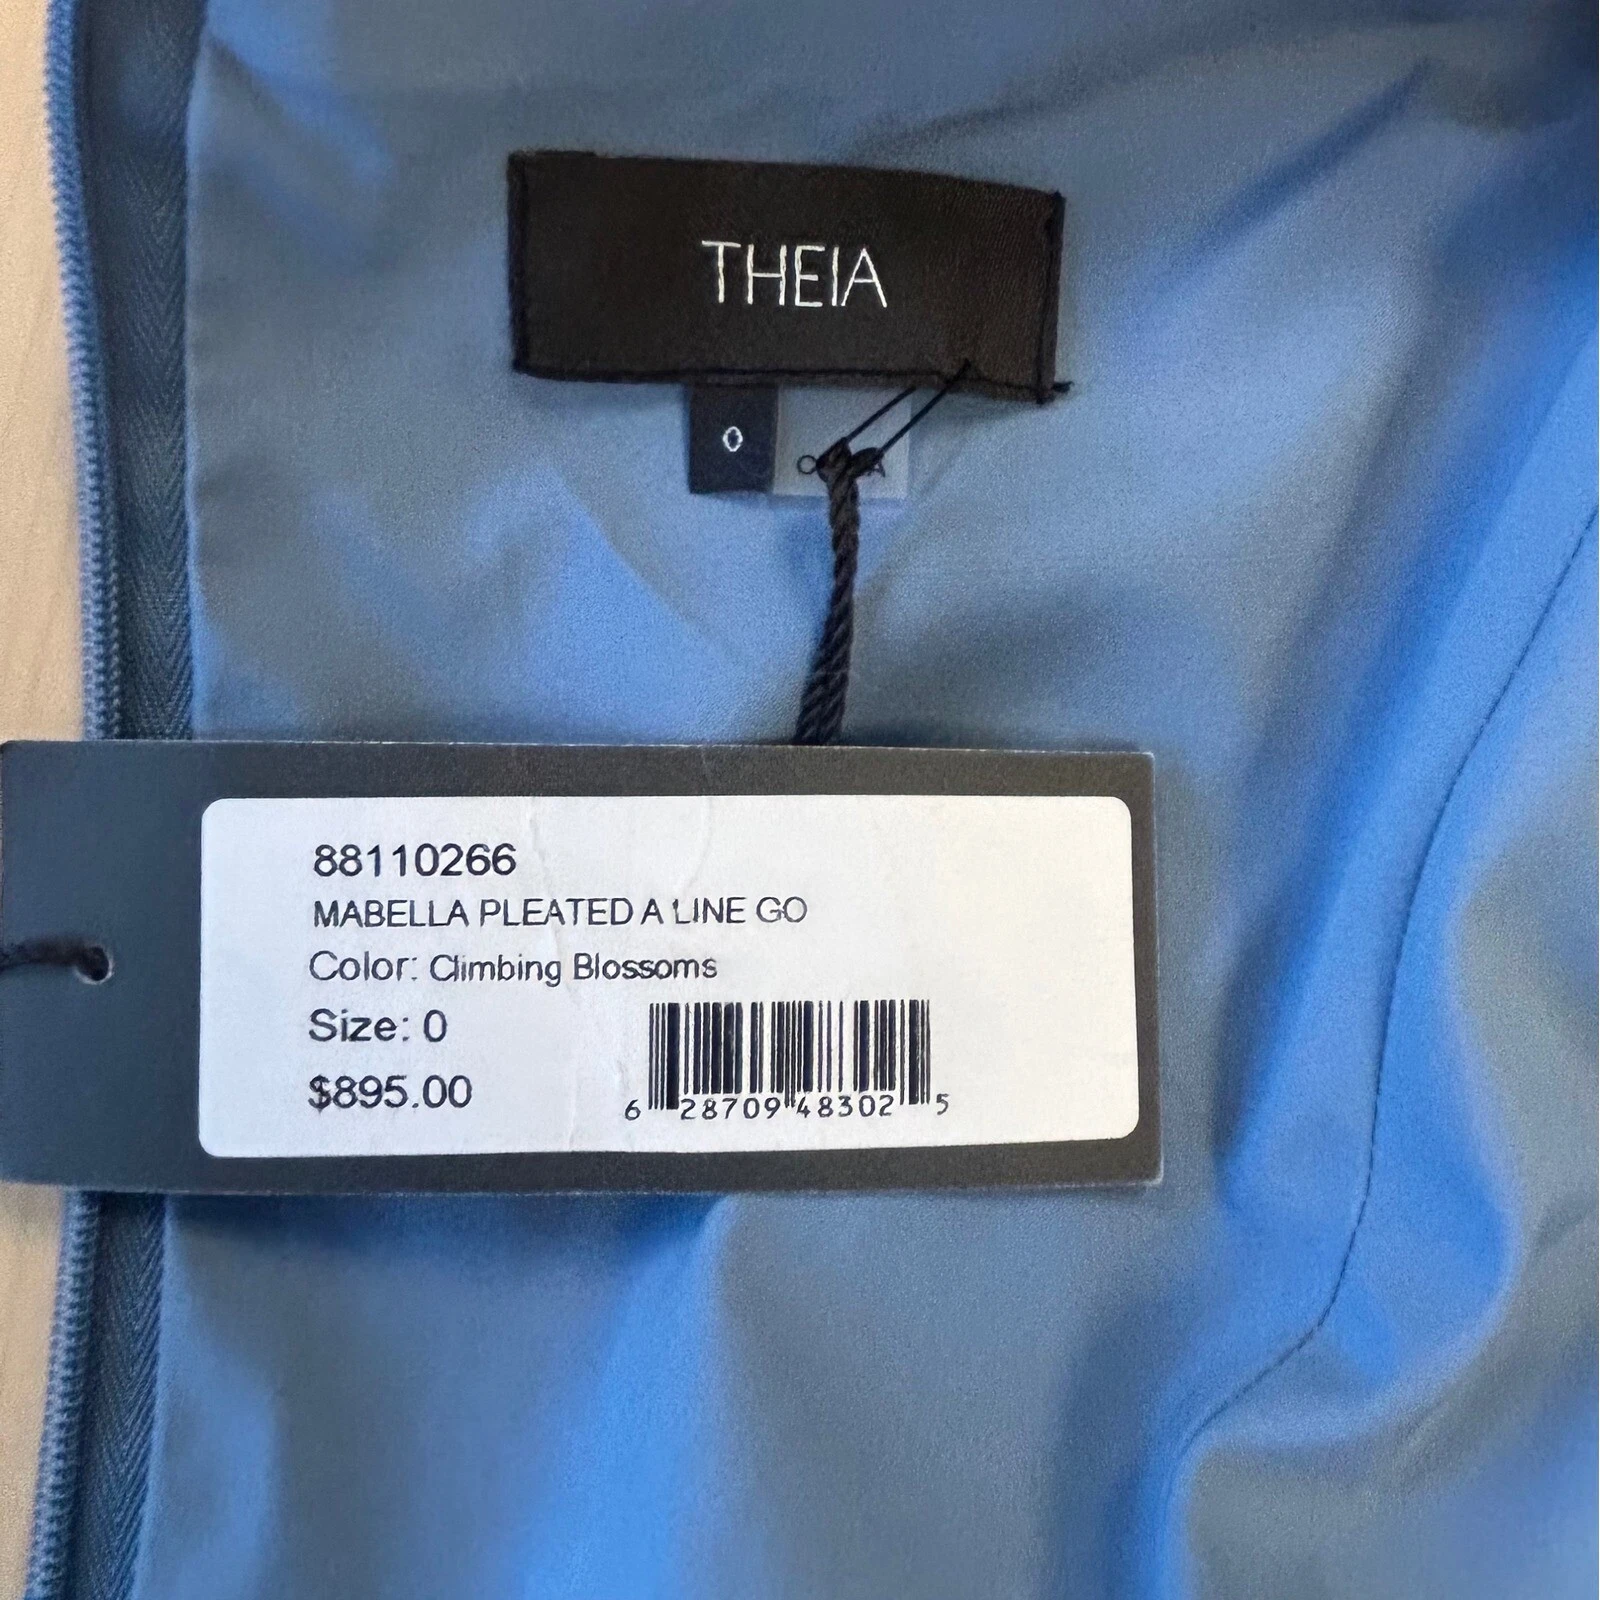 THEIA
0
88110266
MABELLA PLEATED A LINE GO
Color: Climbing Blossoms
Size: 0
$895.00
6 28709 48302 5